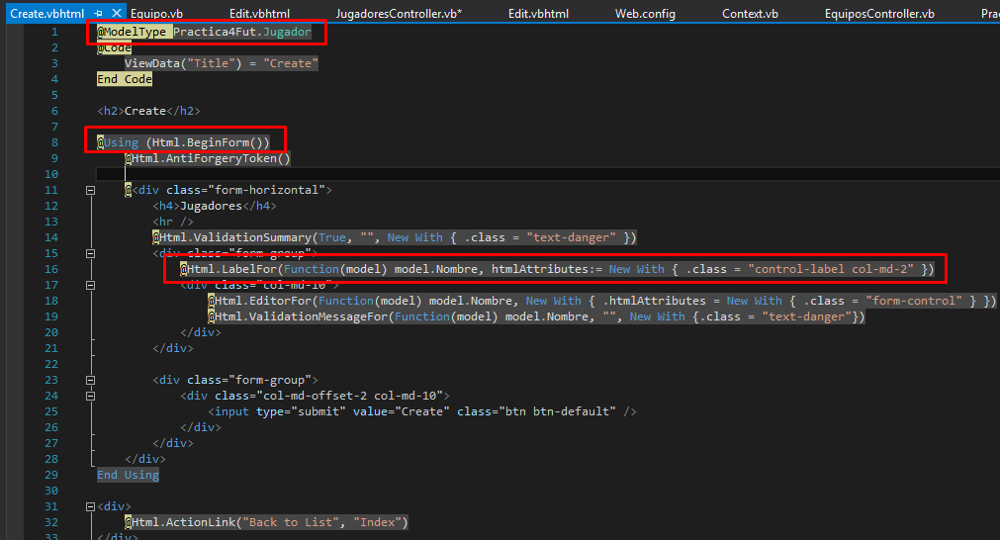 Create.vbhtml Equipo.vb Edit.vbhtml JugadoresController.vb* Edit.vbhtml Web.config Context.vb EquiposController.vb Prac
1 @ModelType Practica4Fut.Jugador
2 @Code
3 ViewData("Title") = "Create"
4 End Code
5
6 <h2>Create</h2>
7
8 @Using (Html.BeginForm())
9 @Html.AntiForgeryToken()
10
11 @<div class="form-horizontal">
12 <h4>Jugadores</h4>
13 <hr />
14 @Html.ValidationSummary(True, "", New With { .class = "text-danger" })
15 <div class="form-group">
16 @Html.LabelFor(Function(model) model.Nombre, htmlAttributes:= New With { .class = "control-label col-md-2" })
17 <div class="col-md-10">
18 @Html.EditorFor(Function(model) model.Nombre, New With { .htmlAttributes = New With { .class = "form-control" } })
19 @Html.ValidationMessageFor(Function(model) model.Nombre, "", New With {.class = "text-danger"})
20 </div>
21 </div>
22
23 <div class="form-group">
24 <div class="col-md-offset-2 col-md-10">
25 <input type="submit" value="Create" class="btn btn-default" />
26 </div>
27 </div>
28 </div>
29 End Using
30
31 <div>
32 @Html.ActionLink("Back to List", "Index")
33 </div>